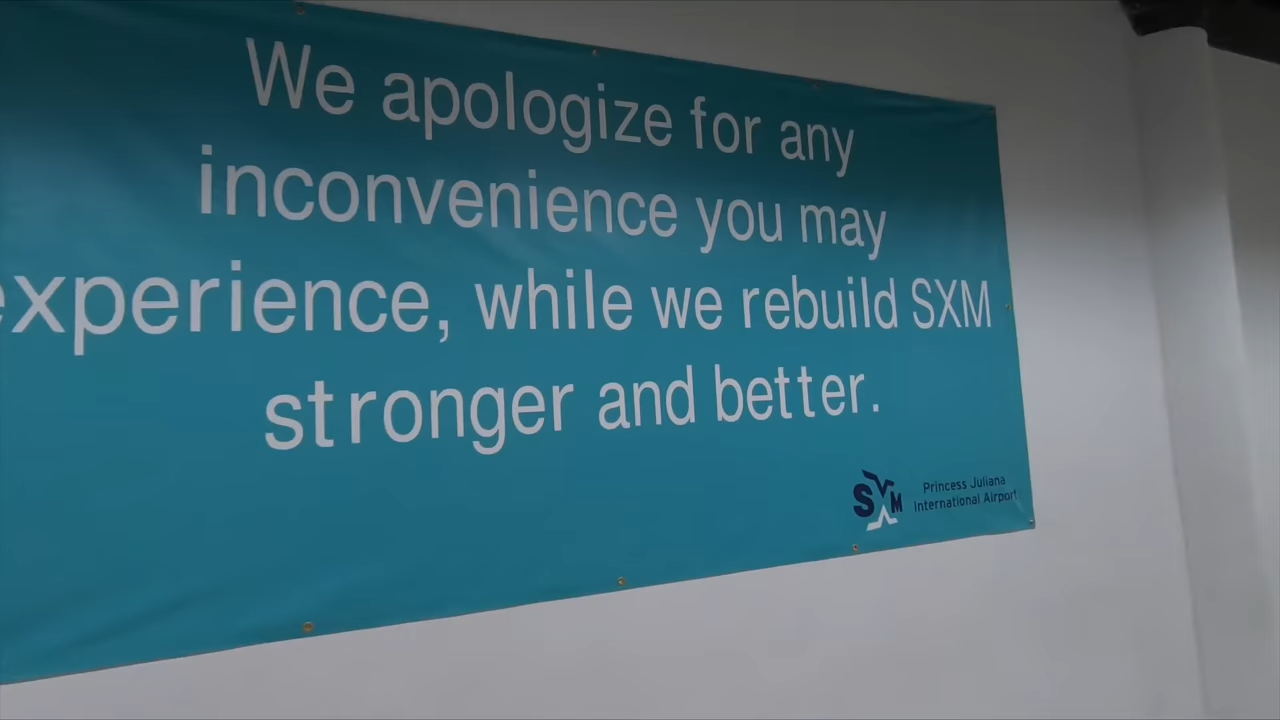 We apologize for any
inconvenience you may
experience, while we rebuild SXM
stronger and better.
SXM
Princess Juliana
International Airport